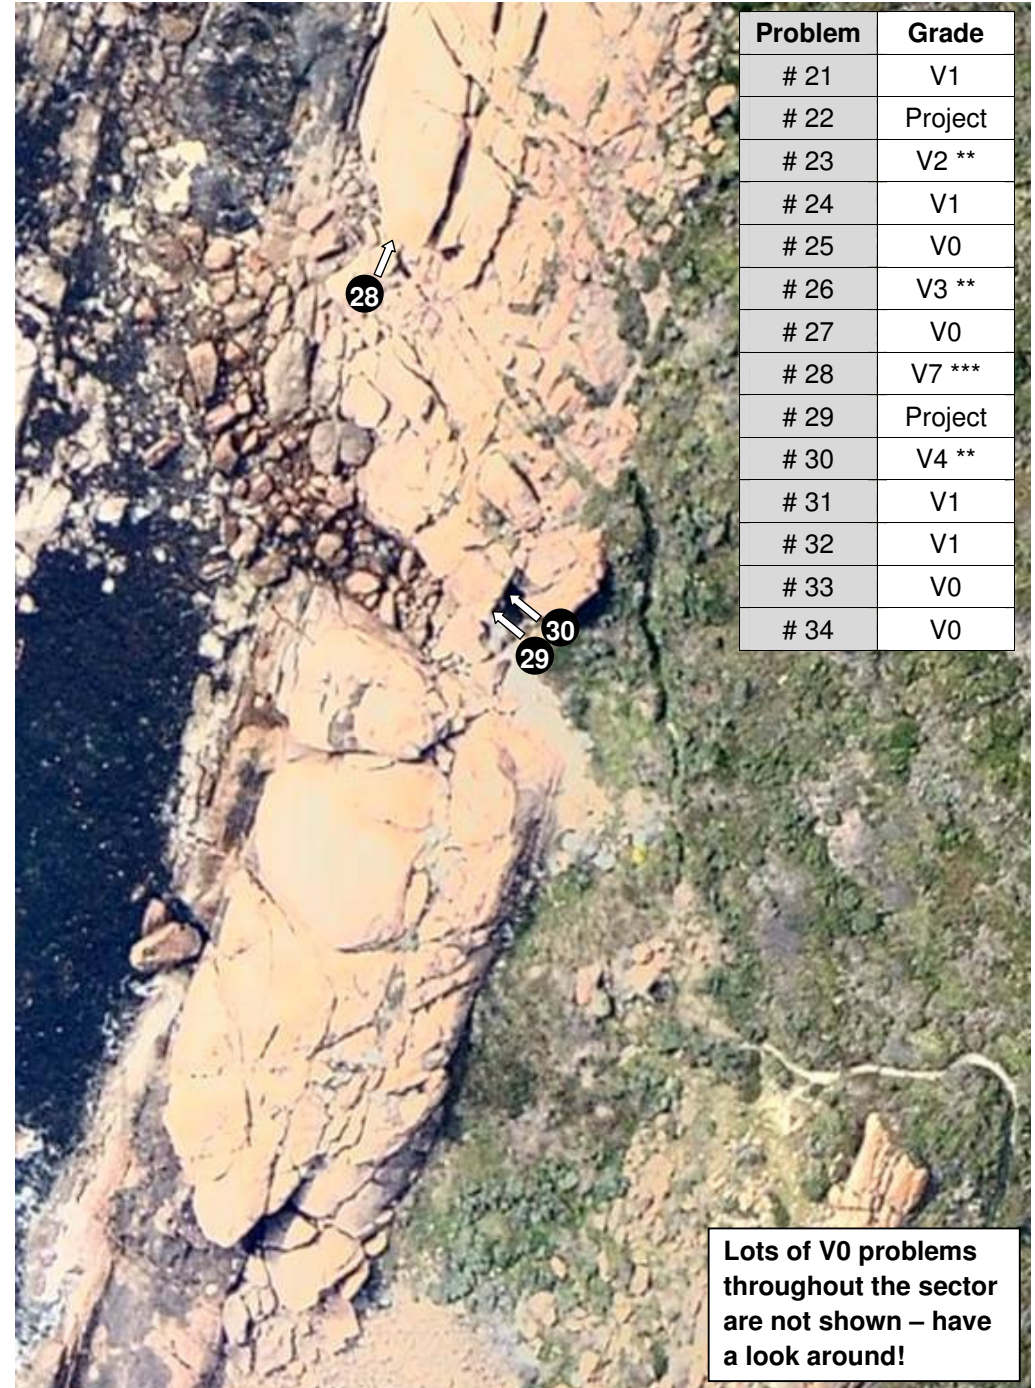 Problem Grade
# 21 V1
# 22 Project
# 23 V2 **
# 24 V1
# 25 V0
# 26 V3 **
# 27 V0
# 28 V7 ***
# 29 Project
# 30 V4 **
# 31 V1
# 32 V1
# 33 V0
# 34 V0
28
30
29
Lots of V0 problems
throughout the sector
are not shown – have
a look around!